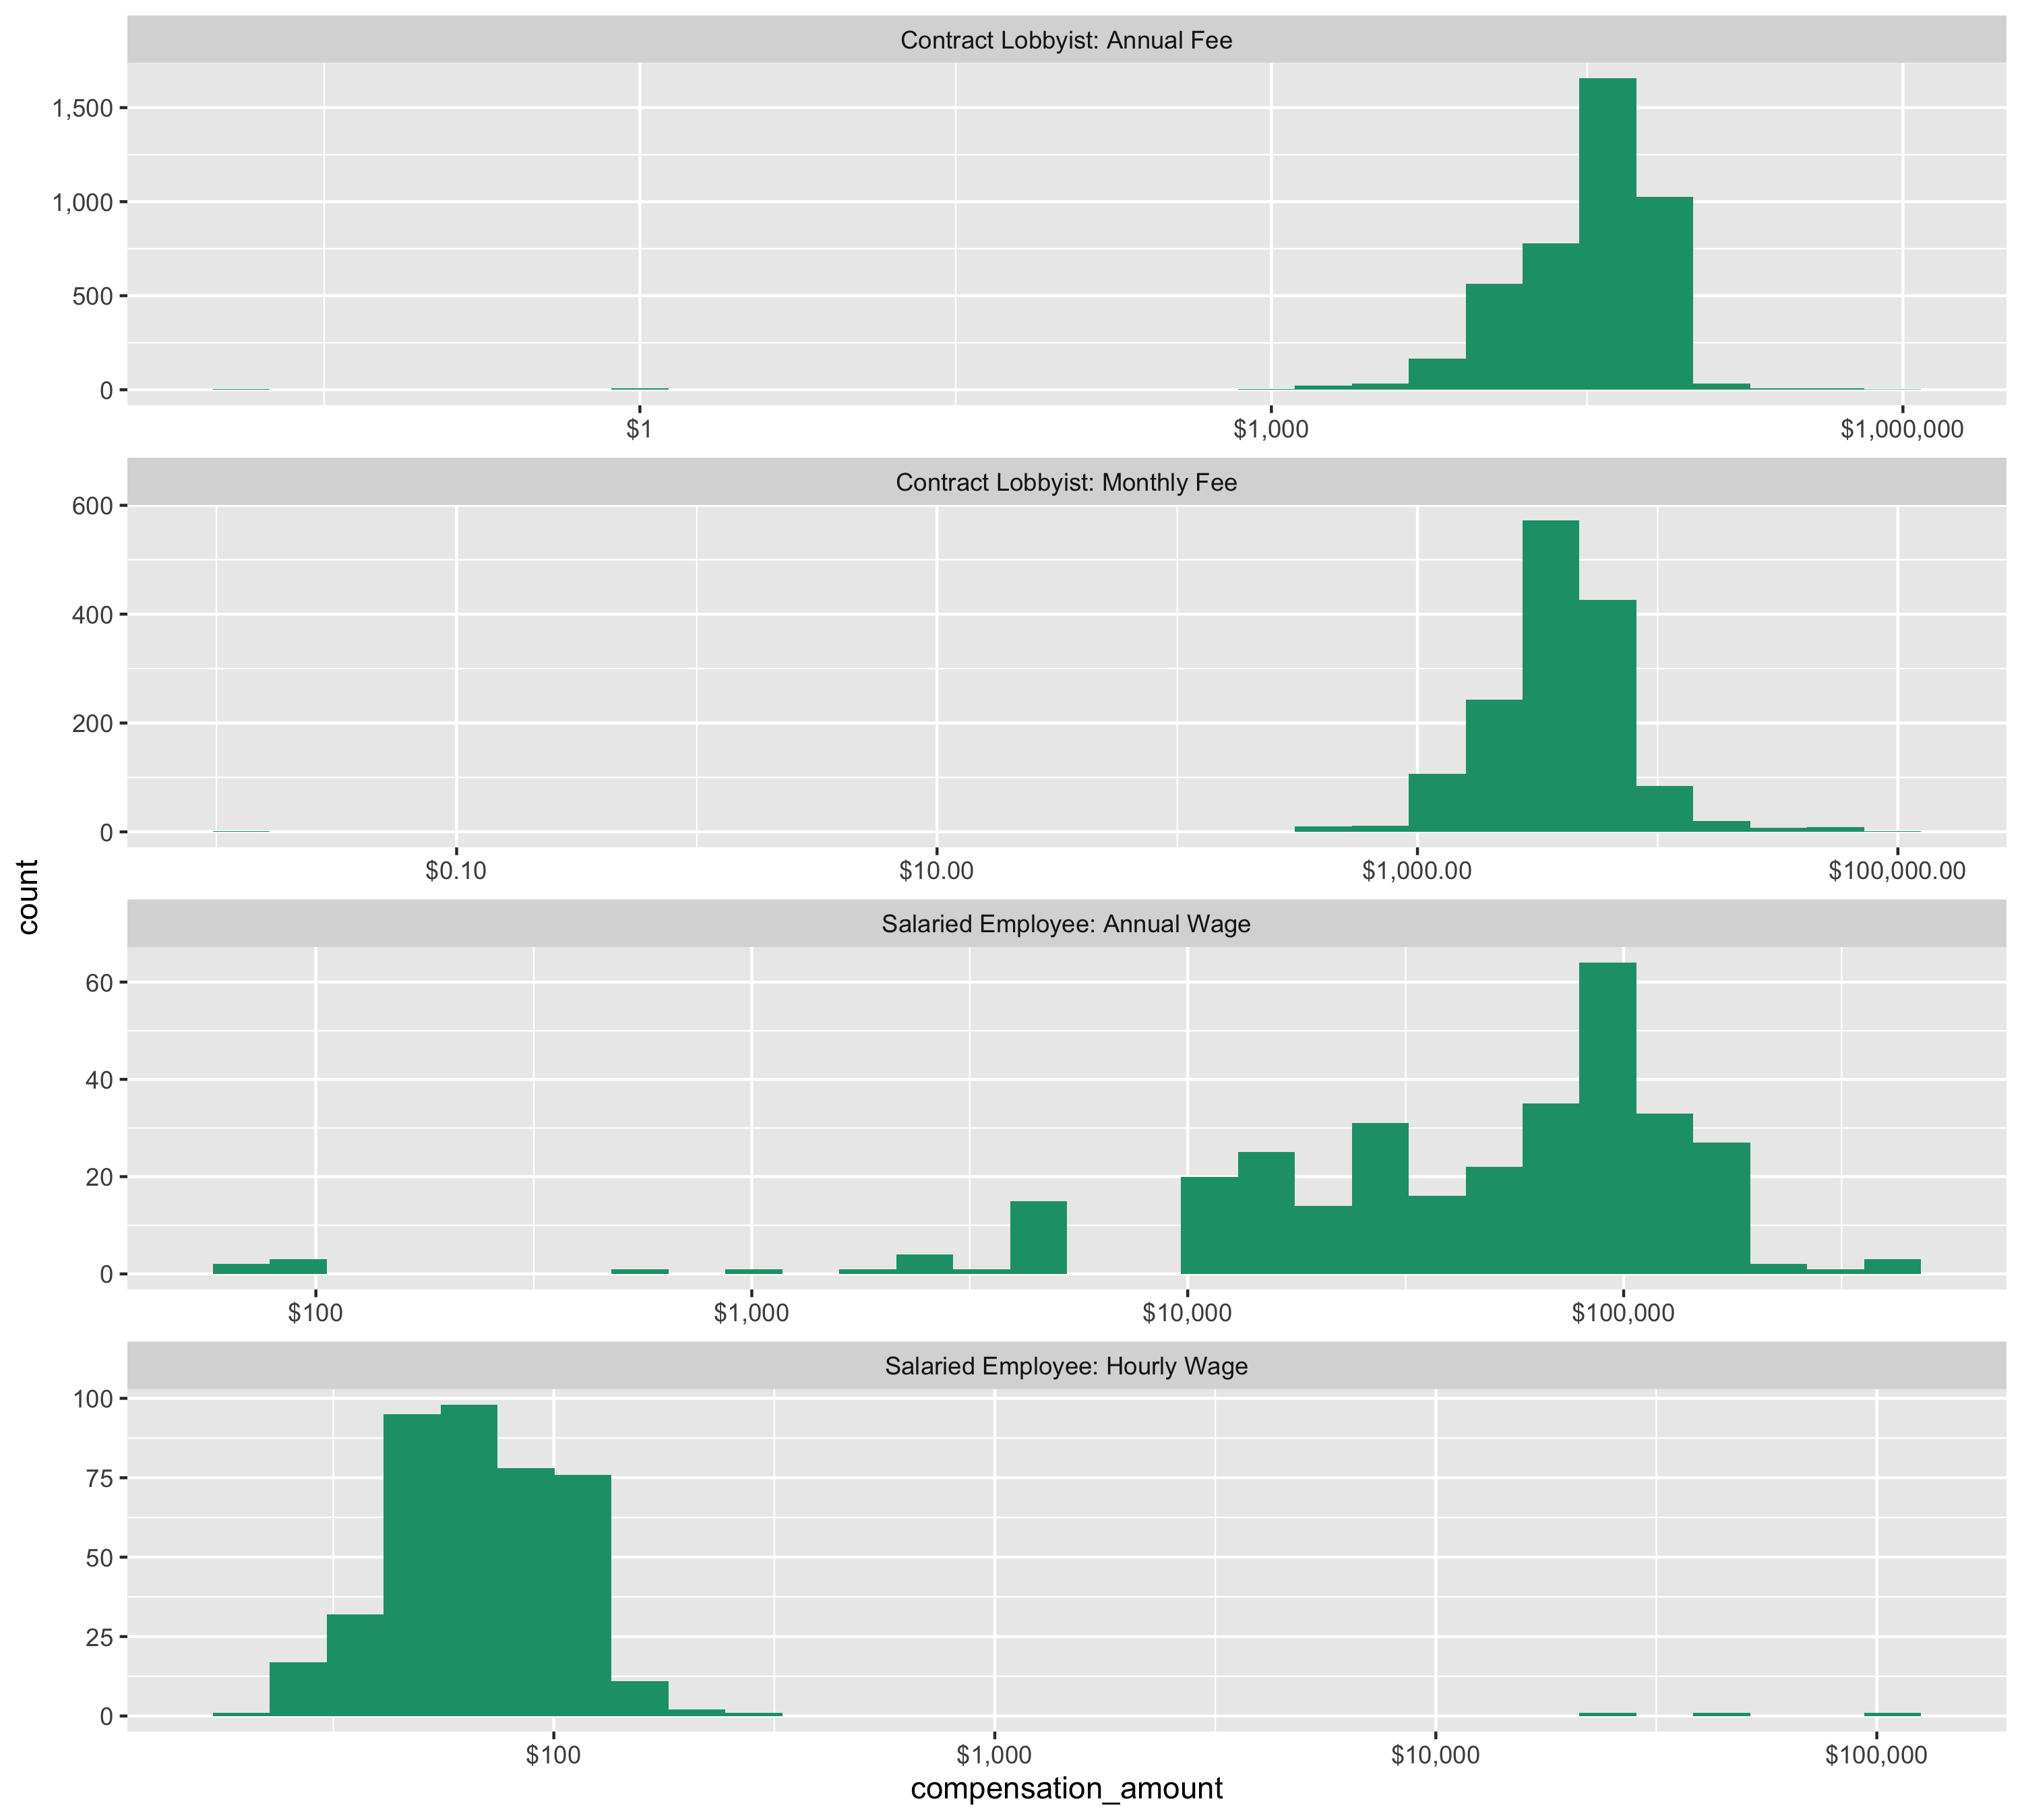 Contract Lobbyist: Annual Fee
1,500
1,000
500
0
$1 $1,000 $1,000,000
Contract Lobbyist: Monthly Fee
600
400
200
0
$0.10 $10.00 $1,000.00 $100,000.00
count
Salaried Employee: Annual Wage
60
40
20
0
$100 $1,000 $10,000 $100,000
Salaried Employee: Hourly Wage
100
75
50
25
0
$100 $1,000 $10,000 $100,000
compensation_amount